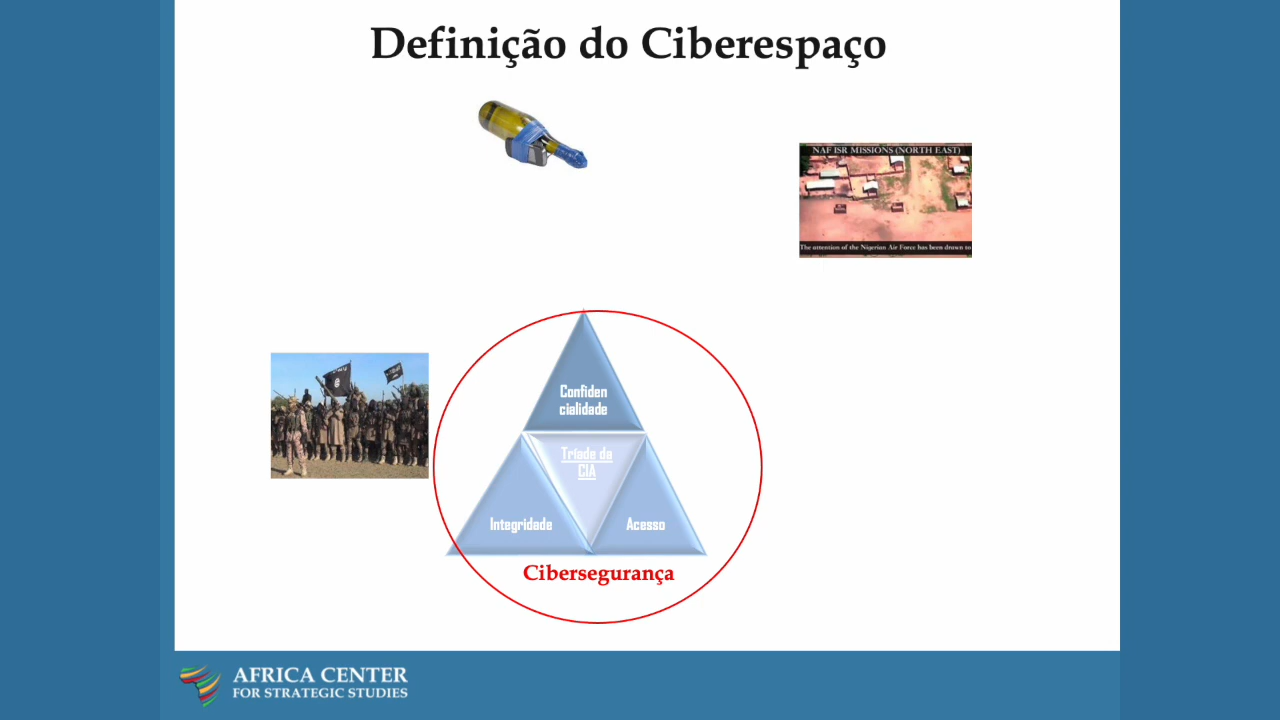 Definição do Ciberespaço
NAF ISR MISSIONS (NORTH EAST)
The attention of the Nigerian Air Force has been drawn to
Confiden
cialidade
Tríade da
CIA
Integridade
Acesso
Cibersegurança
AFRICA CENTER
FOR STRATEGIC STUDIES